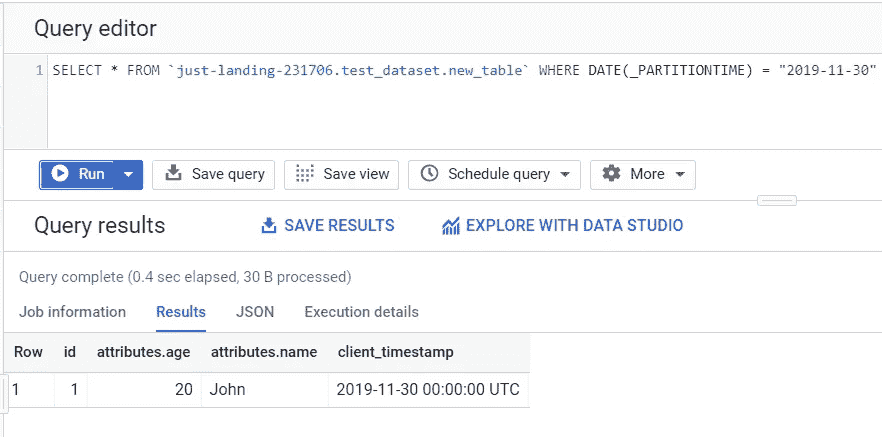 Query editor
1 SELECT * FROM `just-landing-231706.test_dataset.new_table` WHERE DATE(_PARTITIONTIME) = "2019-11-30"
Run Save query Save view Schedule query More
Query results SAVE RESULTS EXPLORE WITH DATA STUDIO
Query complete (0.4 sec elapsed, 30 B processed)
Job information Results JSON Execution details
Row id attributes.age attributes.name client_timestamp
1 1 20 John 2019-11-30 00:00:00 UTC